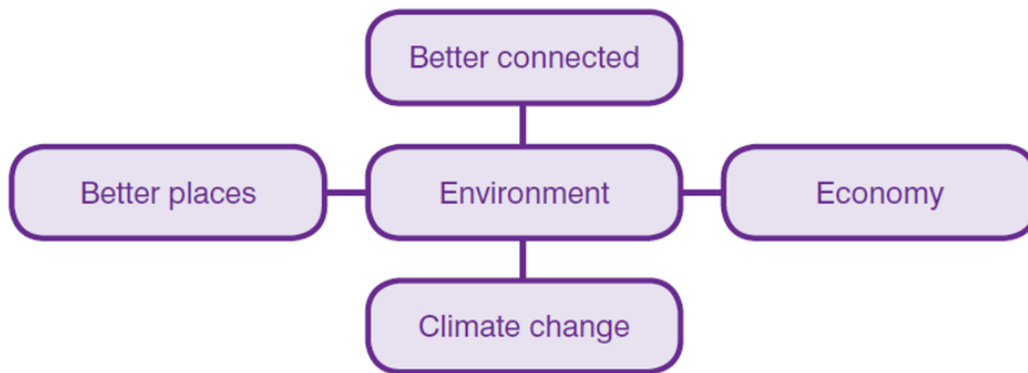 Better connected
Better places
Environment
Economy
Climate change